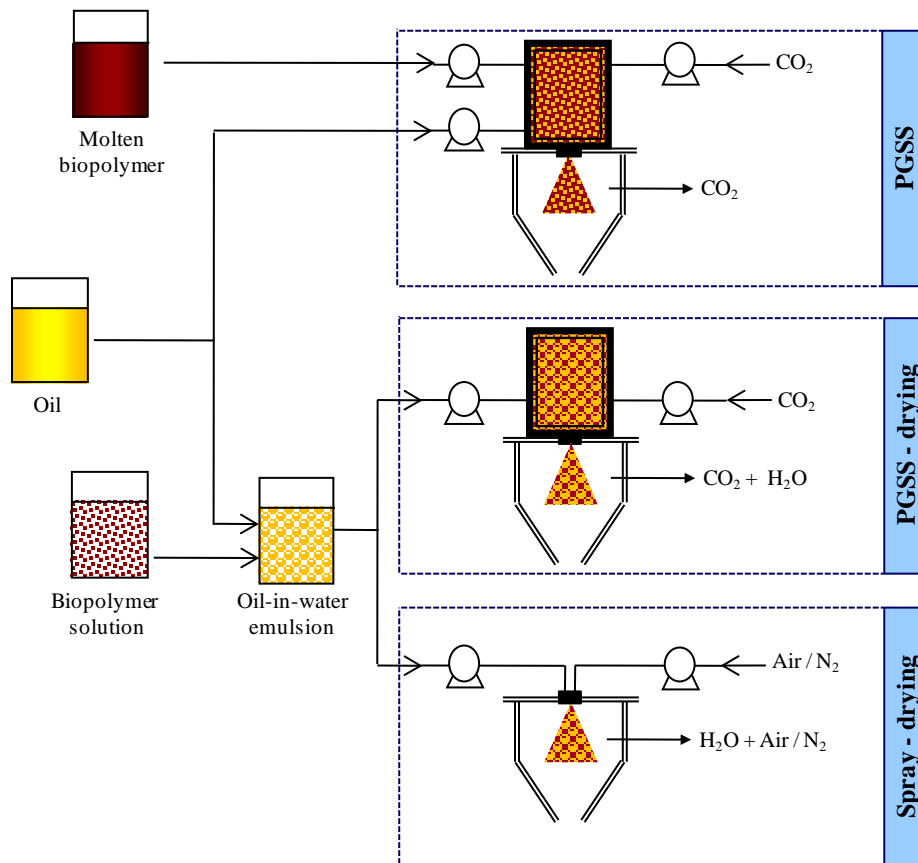 Molten
biopolymer
CO₂
CO₂
PGSS
Oil
CO₂
CO₂ + H₂O
PGSS - drying
Biopolymer
solution
Oil-in-water
emulsion
Air / N₂
H₂O + Air / N₂
Spray - drying